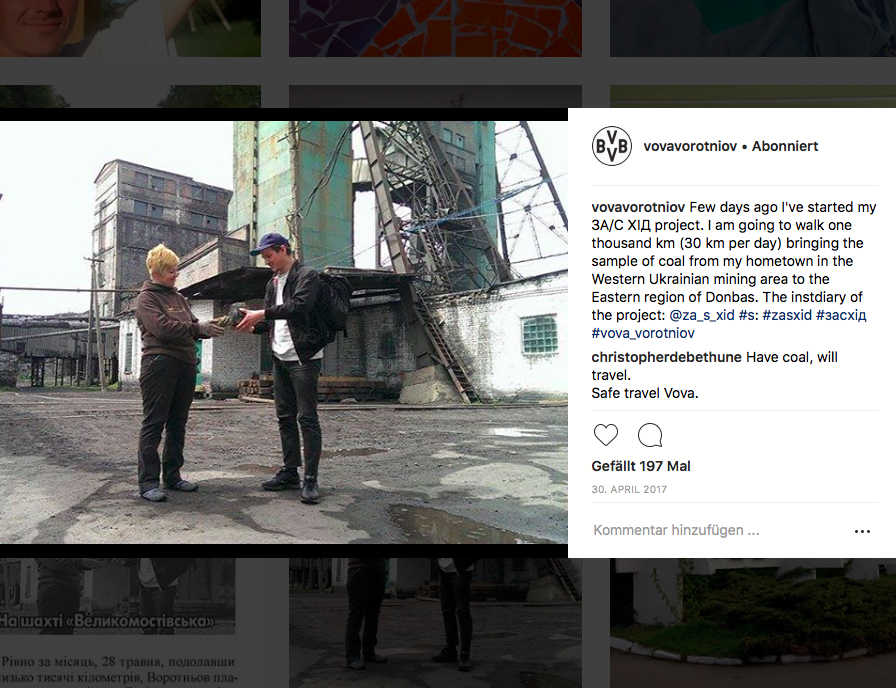 BVB
V
vovavorotniov • Abonniert
vovavorotniov Few days ago I've started my
ЗА/С ХІД project. I am going to walk one
thousand km (30 km per day) bringing the
sample of coal from my hometown in the
Western Ukrainian mining area to the
Eastern region of Donbas. The instdiary of
the project: @za_s_xid #s: #zasxid #засхід
#vova_vorotniov
christopherdebethune Have coal, will
travel.
Safe travel Vova.
Gefällt 197 Mal
30. APRIL 2017
Kommentar hinzufügen ...
На шахті «Великомостівська»
Рівно за місяць, 28 травня, подолавши
изько тисячі кілометрів, Воротньов пла-